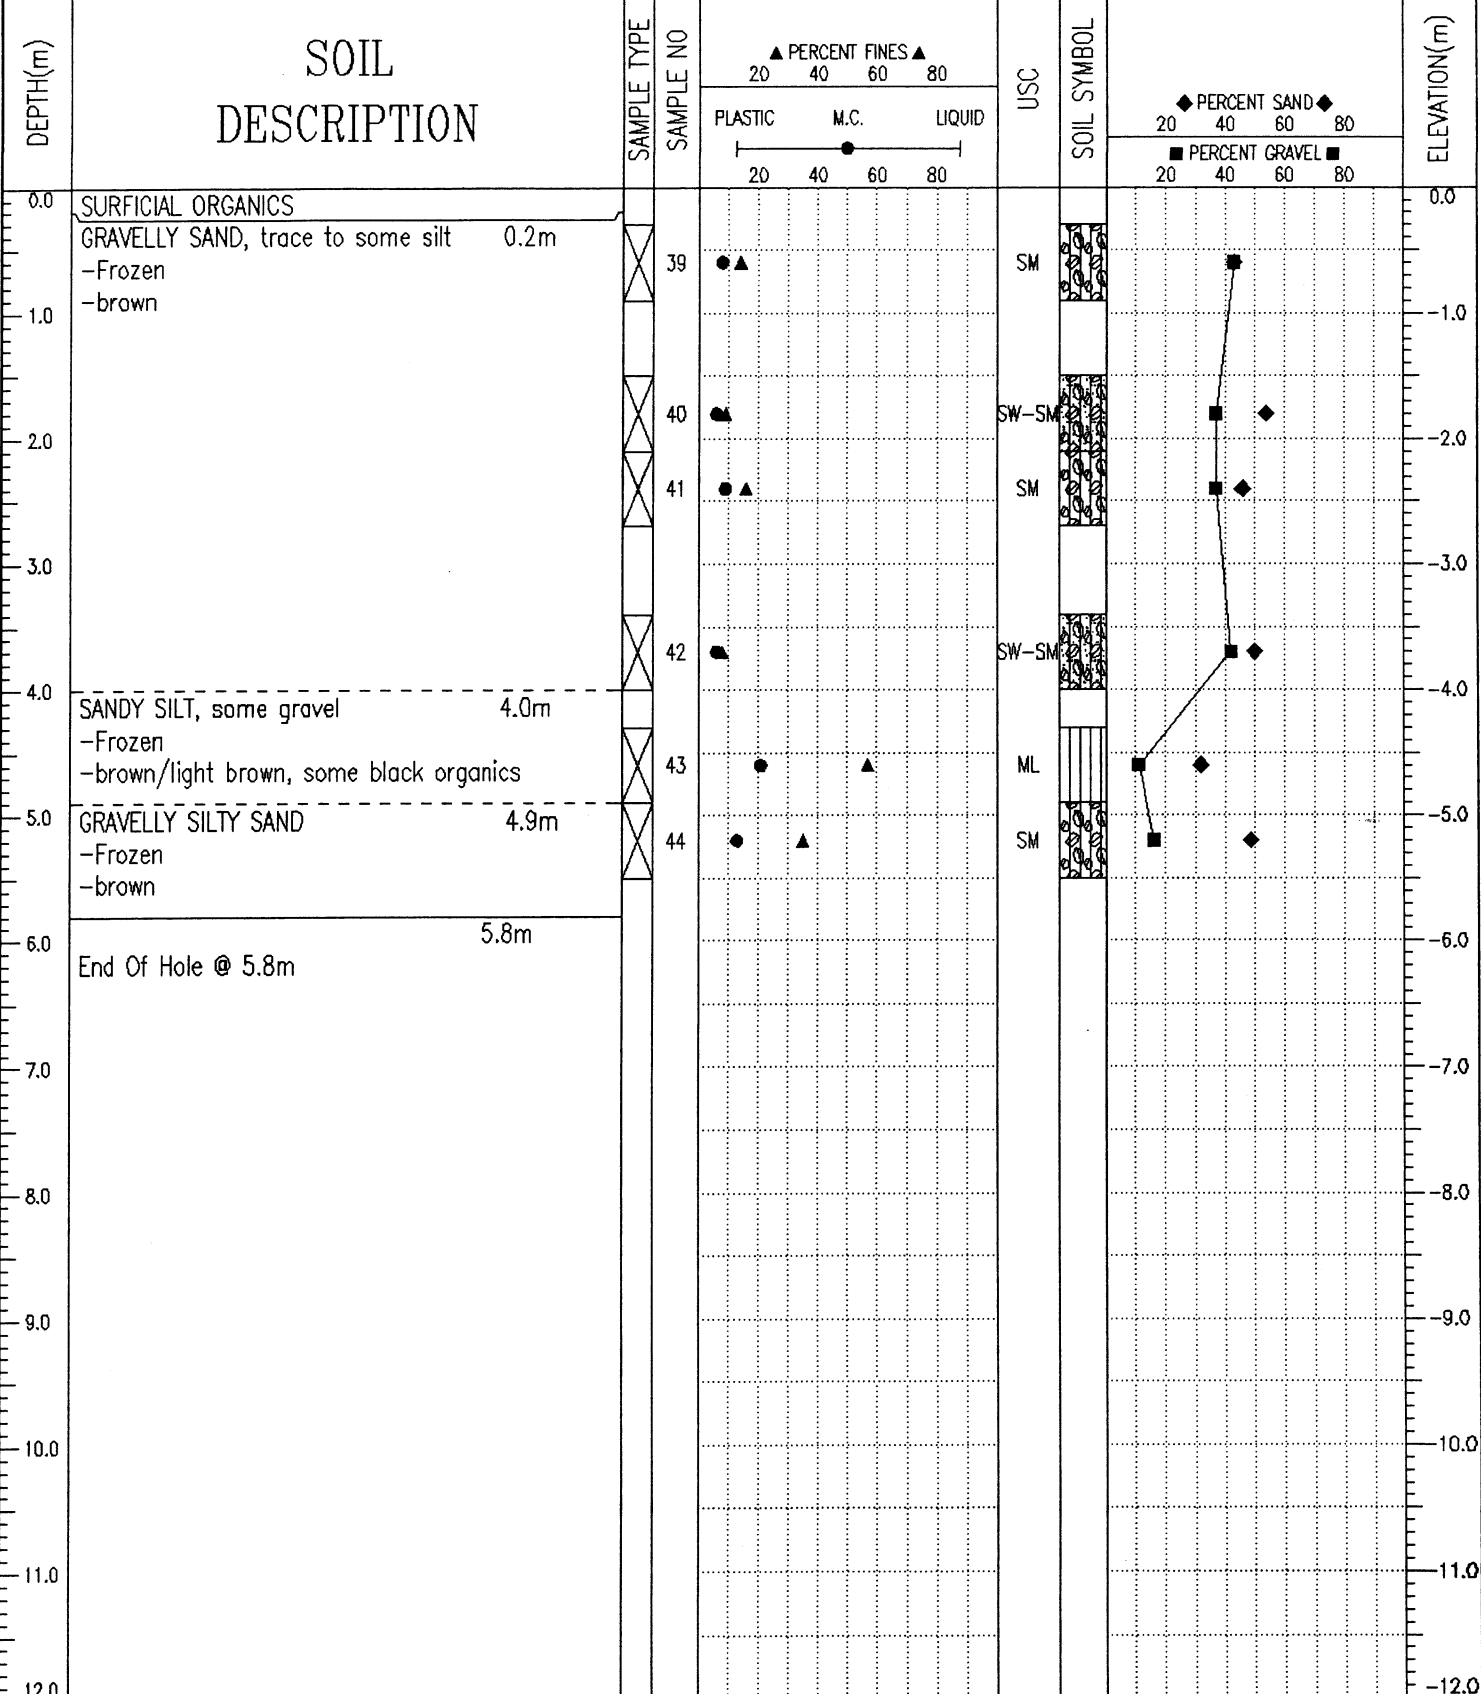 DEPTH(m)
SOIL
DESCRIPTION
SAMPLE TYPE
SAMPLE NO
▲ PERCENT FINES ▲
20 40 60 80
PLASTIC M.C. LIQUID
20 40 60 80
USC
SOIL SYMBOL
◆ PERCENT SAND ◆
20 40 60 80
■ PERCENT GRAVEL ■
20 40 60 80
ELEVATION(m)
0.0
SURFICIAL ORGANICS
0.0
GRAVELLY SAND, trace to some silt 0.2m
-Frozen
39
SM
-brown
1.0
-1.0
40
SW-SM
2.0
-2.0
41
SM
3.0
-3.0
42
SW-SM
4.0
-4.0
SANDY SILT, some gravel 4.0m
-Frozen
-brown/light brown, some black organics
43
ML
5.0
-5.0
GRAVELLY SILTY SAND 4.9m
-Frozen
44
SM
-brown
5.8m
6.0
-6.0
End Of Hole @ 5.8m
7.0
-7.0
8.0
-8.0
9.0
-9.0
10.0
-10.0
11.0
-11.0
12.0
-12.0